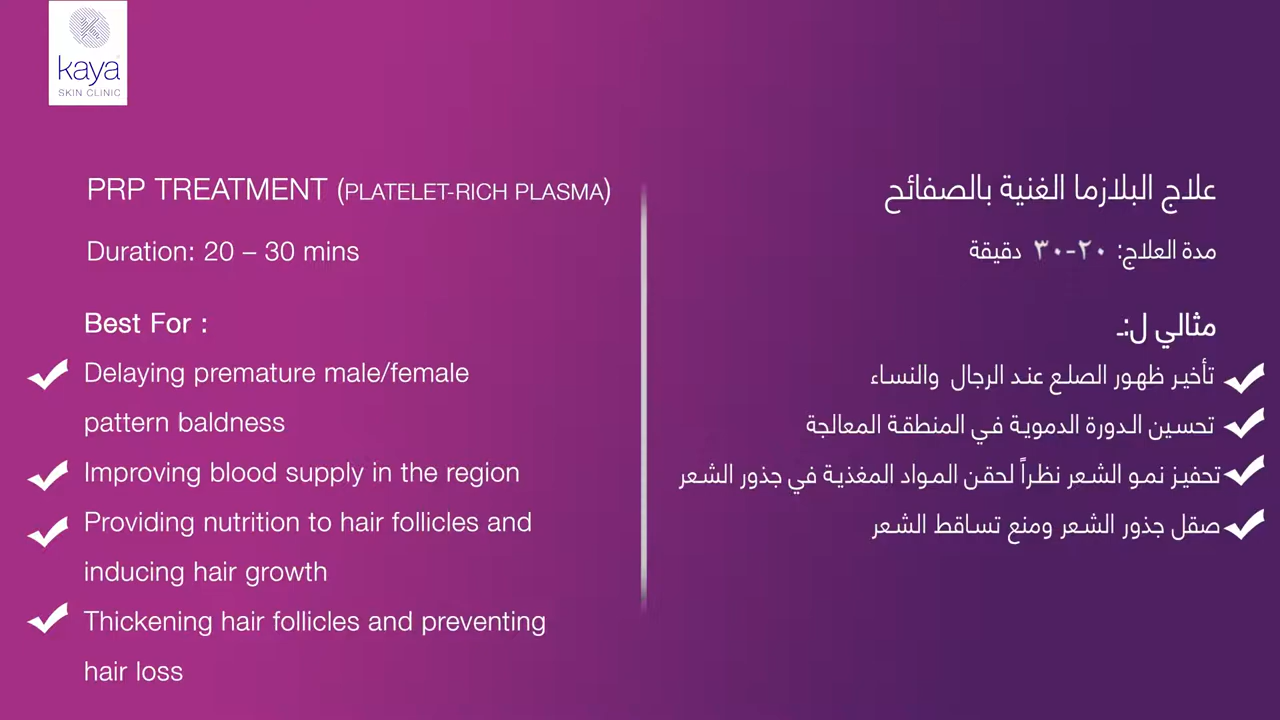 kaya
SKIN CLINIC
PRP TREATMENT (PLATELET-RICH PLASMA)
Duration: 20 – 30 mins
Best For :
Delaying premature male/female
pattern baldness
Improving blood supply in the region
Providing nutrition to hair follicles and
inducing hair growth
Thickening hair follicles and preventing
hair loss
علاج البلازما الغنية بالصفائح
مدة العلاج: ٢٠-٣٠ دقيقة
مثالي ل:ـ
تأخير ظهور الصلع عند الرجال والنساء
تحسين الدورة الدموية في المنطقة المعالجة
تحفيز نمو الشعر نظراً لحقن المواد المغذية في جذور الشعر
صقل جذور الشعر ومنع تساقط الشعر